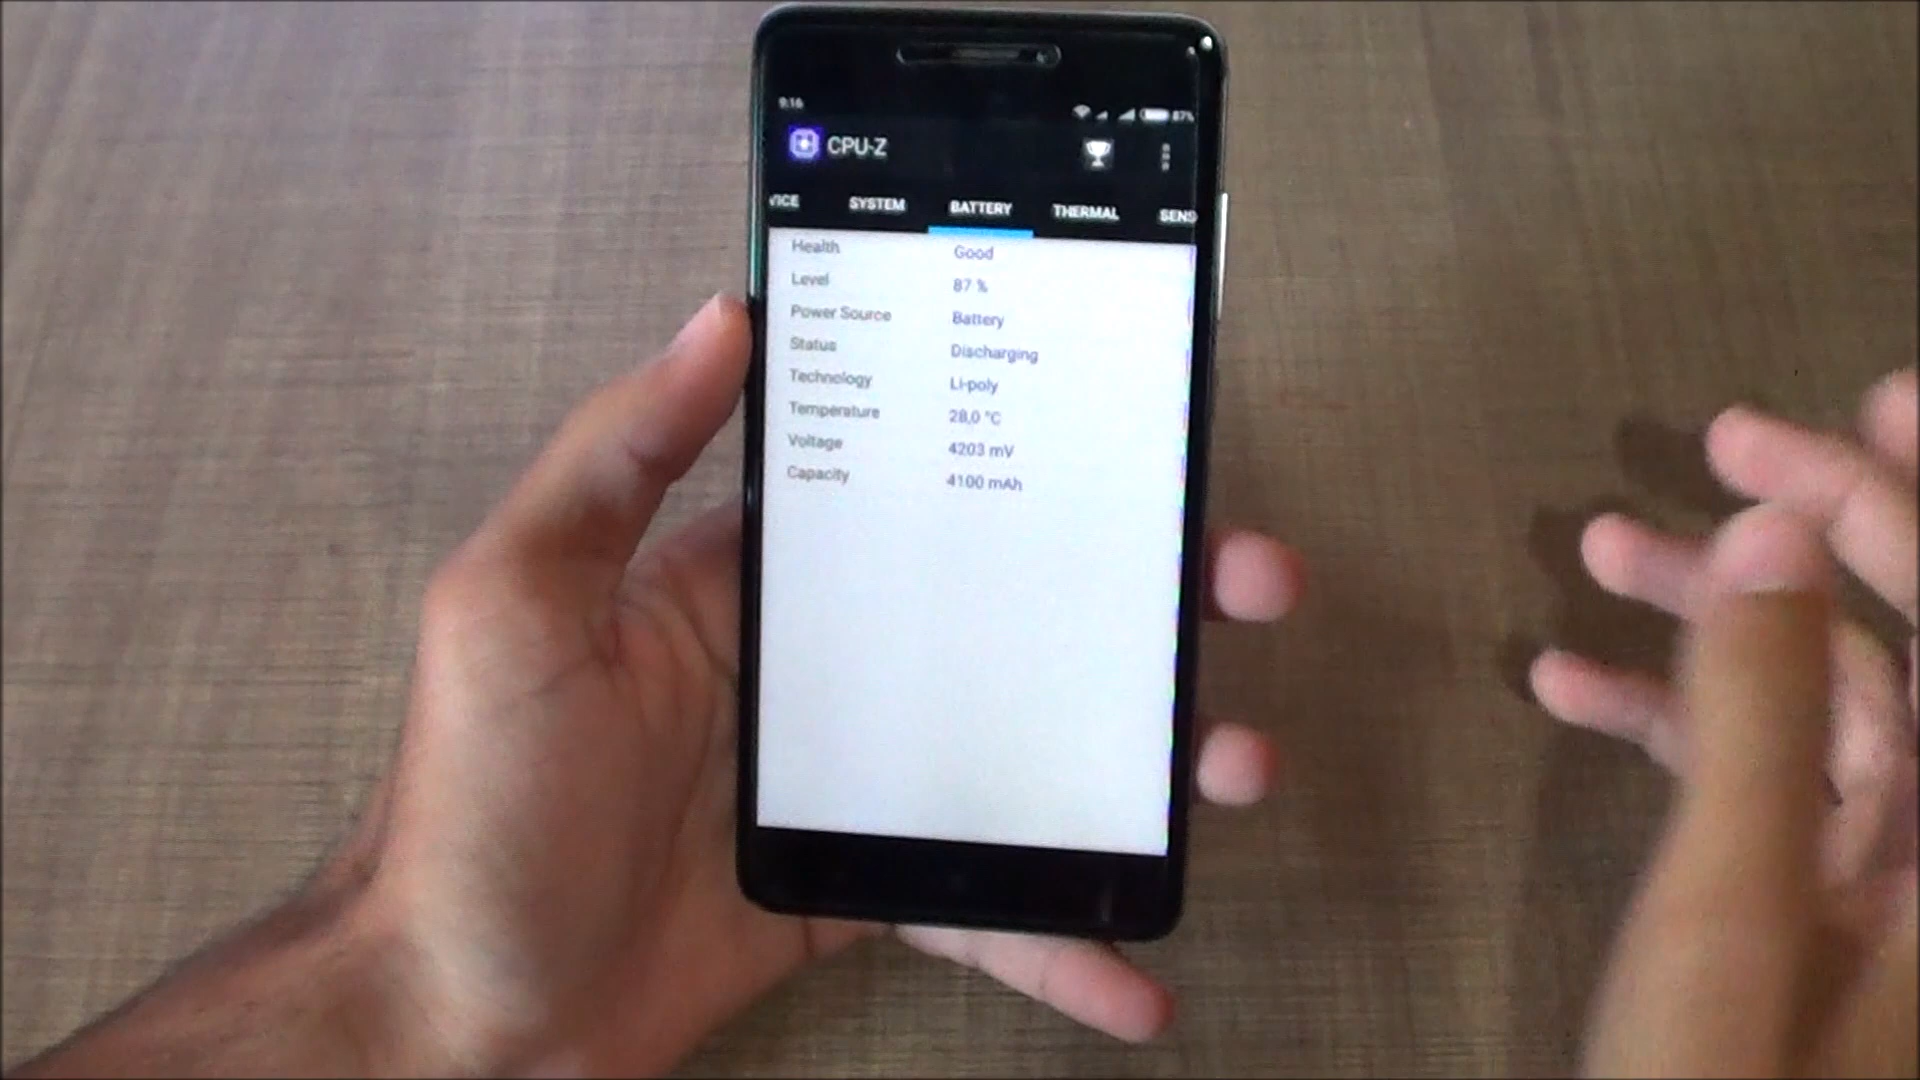 9:16 87%
CPU-Z
VICE SYSTEM BATTERY THERMAL SENS
Health Good
Level 87 %
Power Source Battery
Status Discharging
Technology Li-poly
Temperature 28,0 °C
Voltage 4203 mV
Capacity 4100 mAh